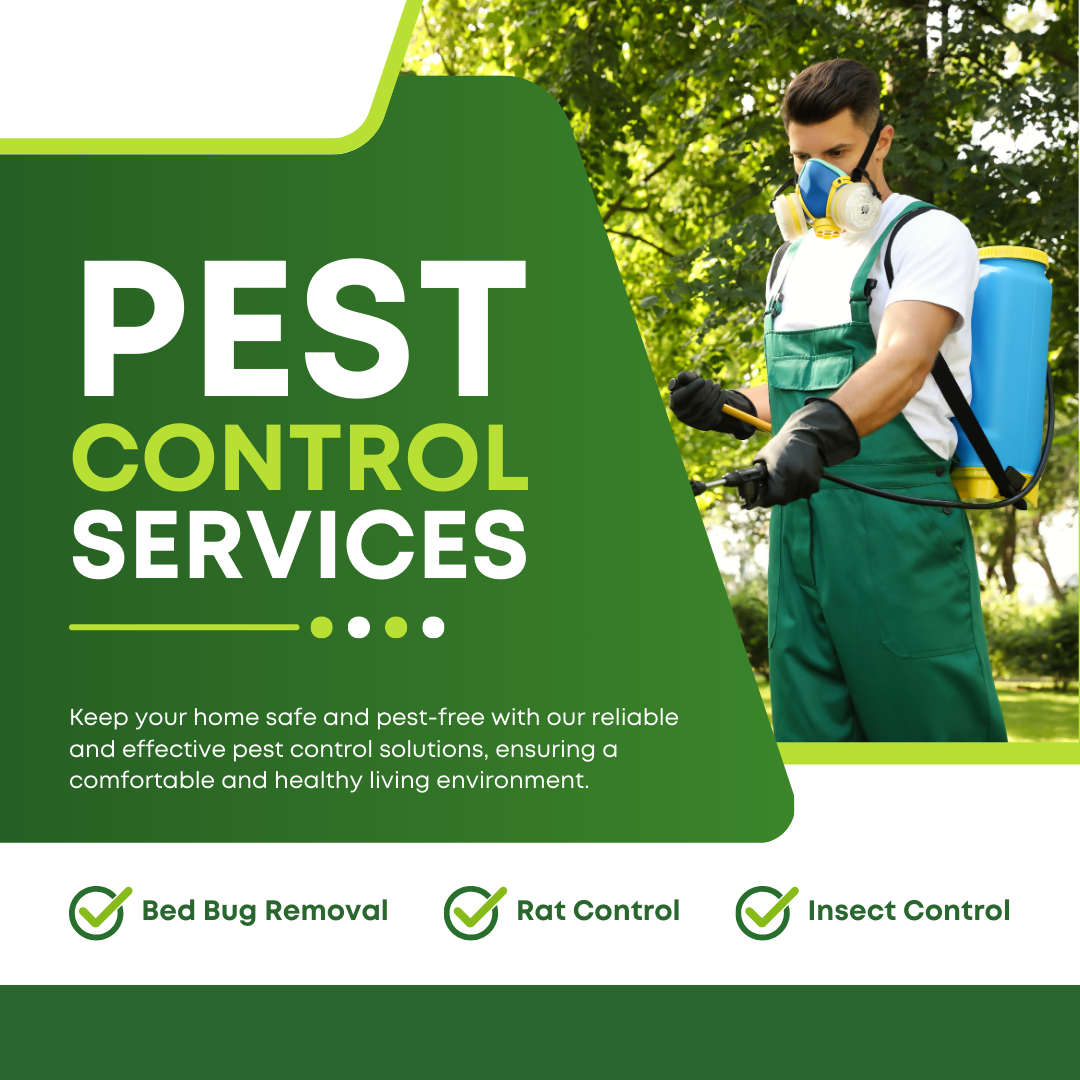 PEST
CONTROL
SERVICES
Keep your home safe and pest-free with our reliable
and effective pest control solutions, ensuring a
comfortable and healthy living environment.
Bed Bug Removal
Rat Control
Insect Control